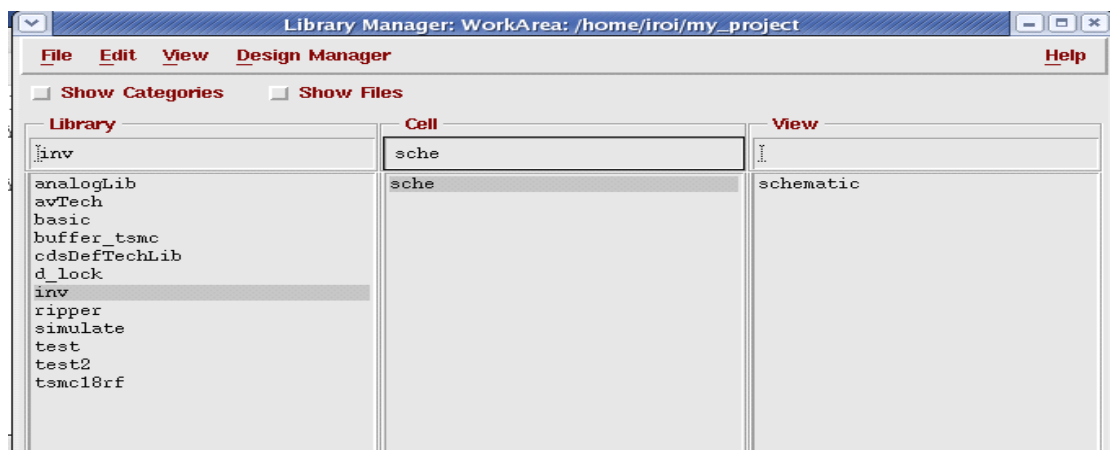 Library Manager: WorkArea: /home/iroi/my_project
File Edit View Design Manager Help
Show Categories Show Files
Library Cell View
inv sche
analogLib sche schematic
avTech
basic
buffer_tsmc
cdsDefTechLib
d_lock
inv
ripper
simulate
test
test2
tsmc18rf